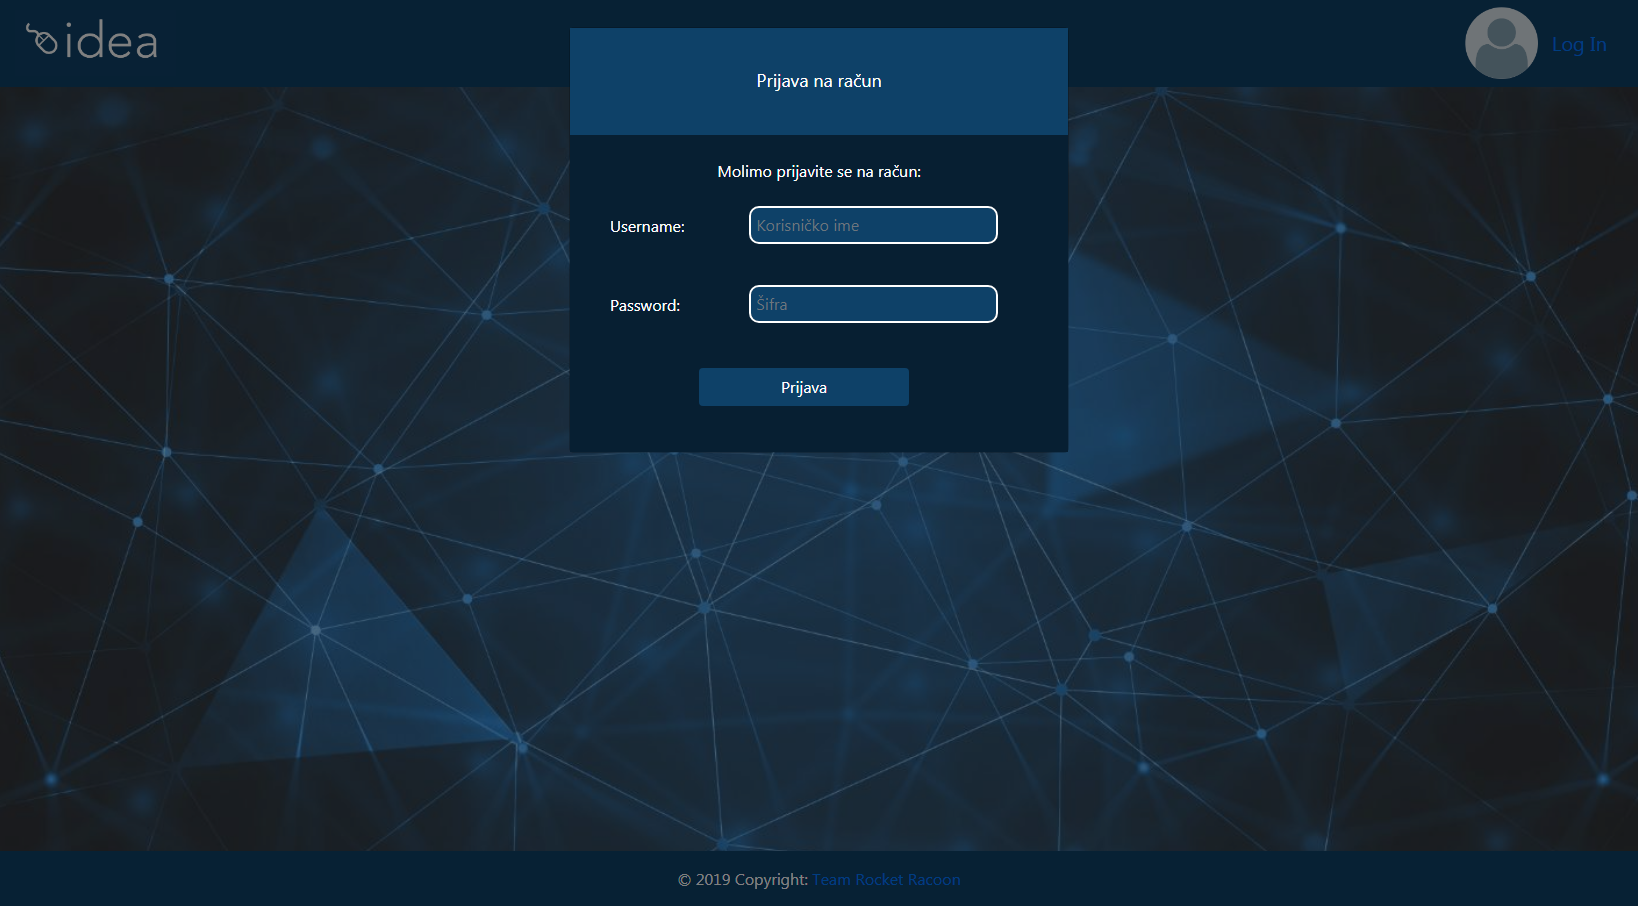 idea
Log In
Prijava na račun
Molimo prijavite se na račun:
Username:
Korisničko ime
Password:
Šifra
Prijava
© 2019 Copyright: Team Rocket Racoon